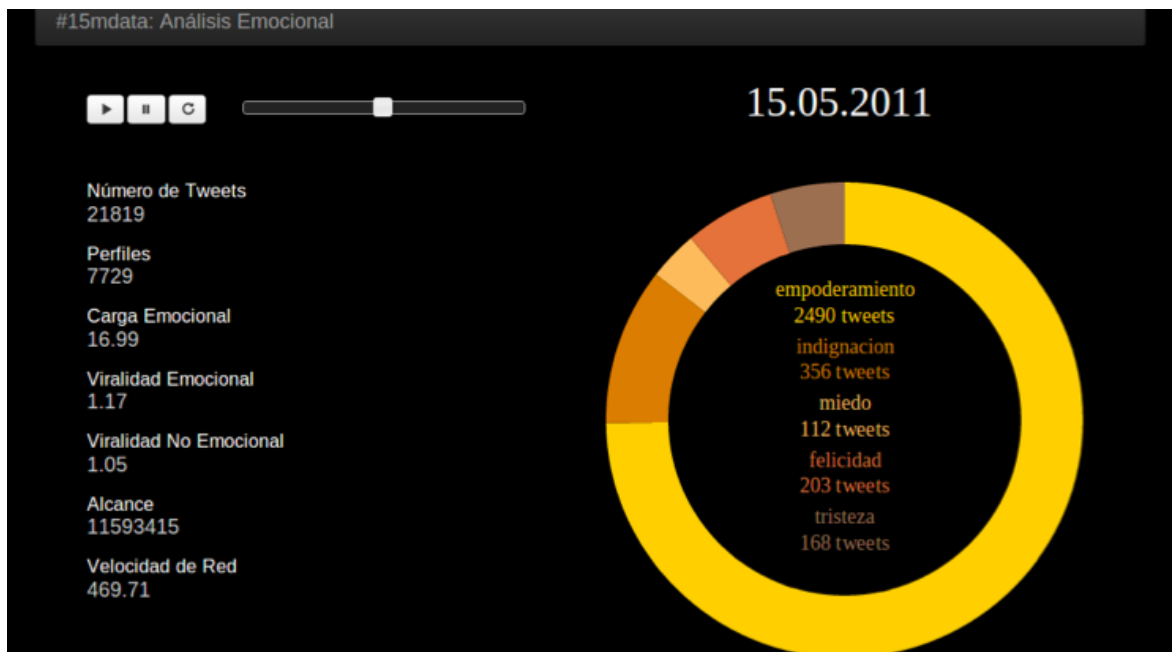 #15mdata: Análisis Emocional
15.05.2011
Número de Tweets
21819
Perfiles
7729
Carga Emocional
16.99
Viralidad Emocional
1.17
Viralidad No Emocional
1.05
Alcance
11593415
Velocidad de Red
469.71
empoderamiento
2490 tweets
indignacion
356 tweets
miedo
112 tweets
felicidad
203 tweets
tristeza
168 tweets